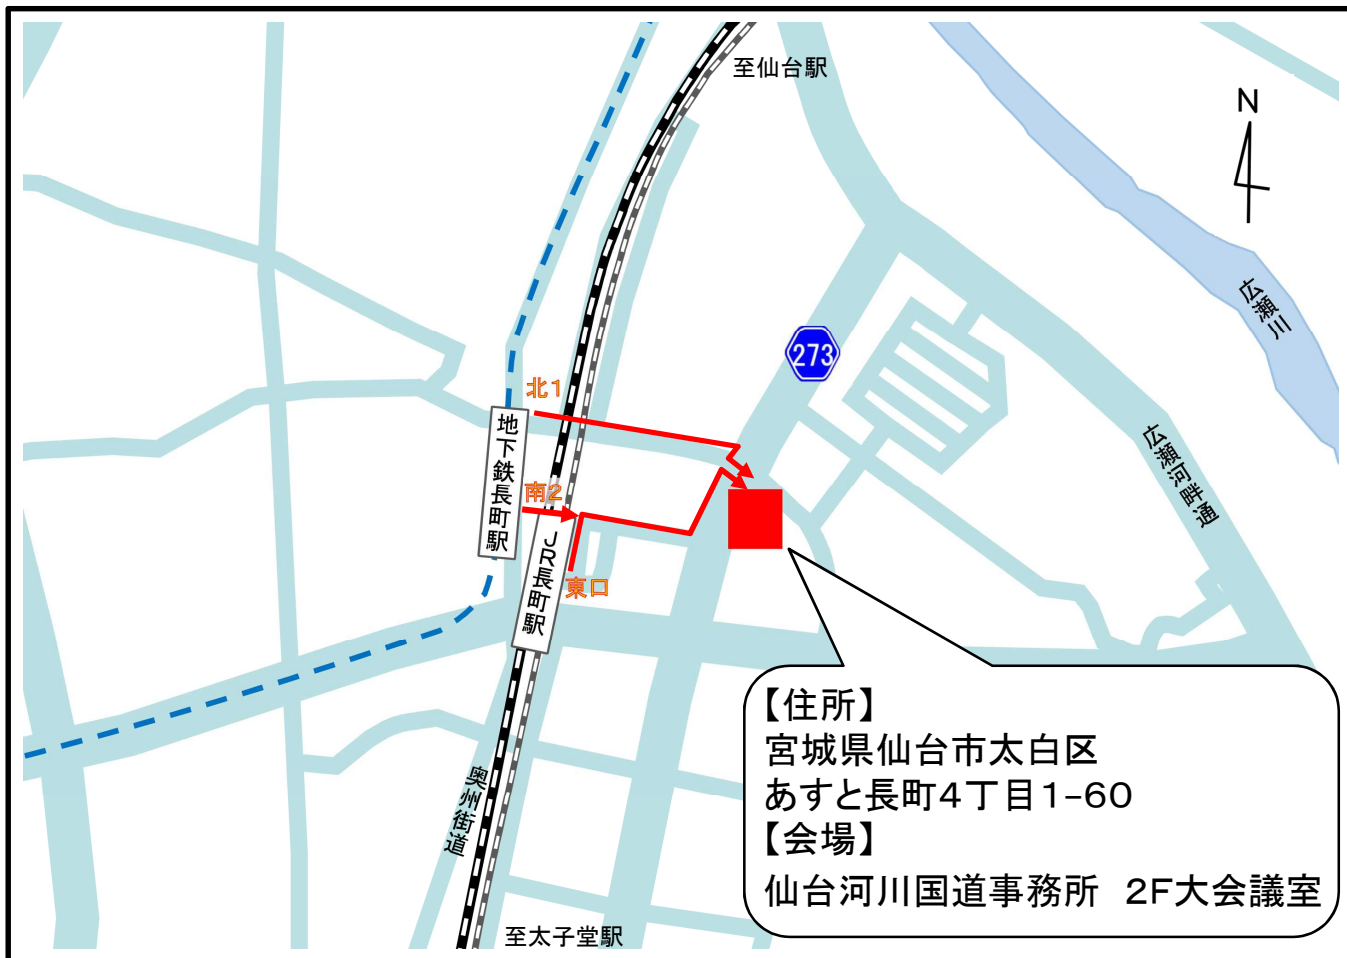 至仙台駅
N
広瀬川
273
北1
地下鉄長町駅
南2
広瀬河畔通
JR長町駅
東口
【住所】
宮城県仙台市太白区
あすと長町4丁目1-60
【会場】
仙台河川国道事務所 2F大会議室
奥州街道
至太子堂駅